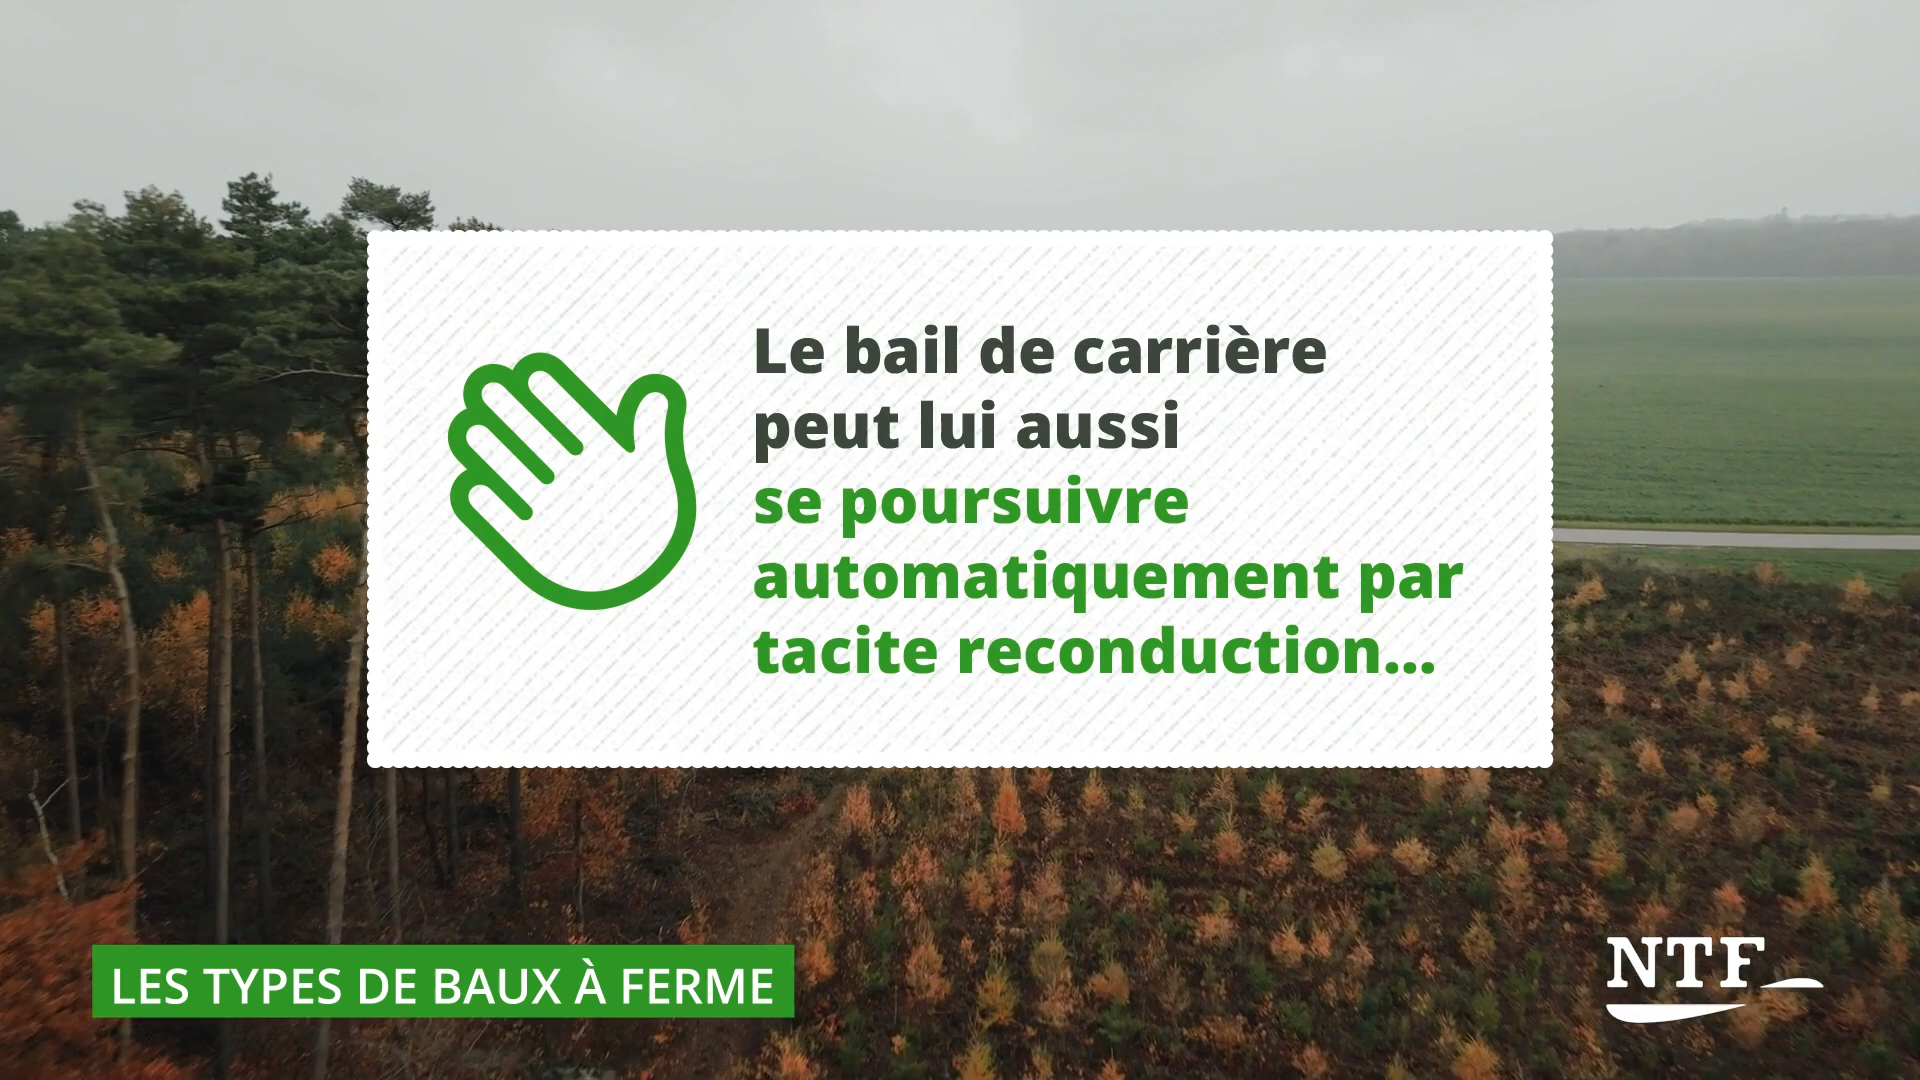 Le bail de carrière
peut lui aussi
se poursuivre
automatiquement par
tacite reconduction...
LES TYPES DE BAUX À FERME
NTF